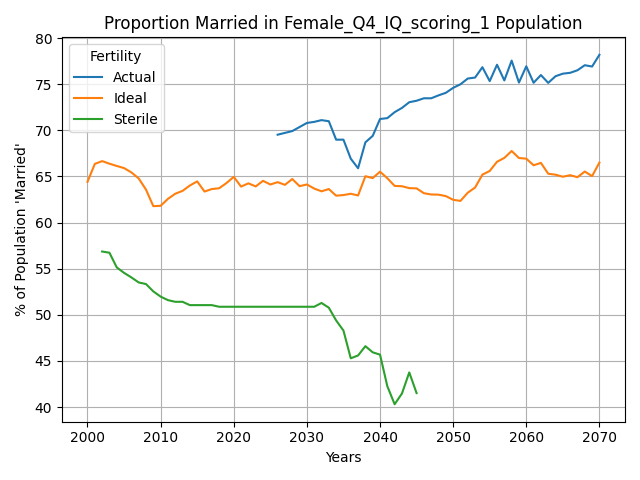 Proportion Married in Female_Q4_IQ_scoring_1 Population
80
75
70
65
60
55
50
45
40
% of Population 'Married'
Fertility
Actual
Ideal
Sterile
2000 2010 2020 2030 2040 2050 2060 2070
Years